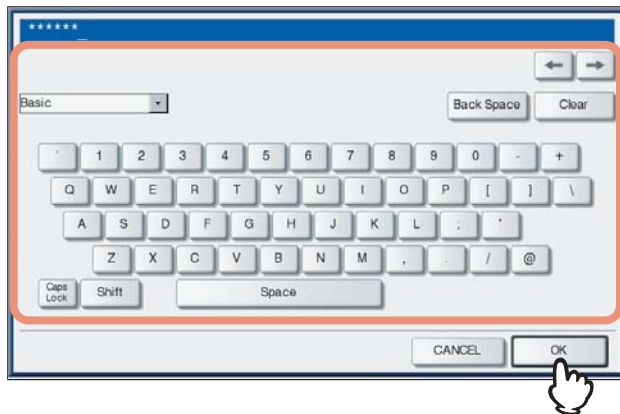 ******_
← →
Basic Back Space Clear
' 1 2 3 4 5 6 7 8 9 0 - +
Q W E R T Y U I O P [ ] \
A S D F G H J K L ; '
Z X C V B N M , . / @
Caps Lock Shift Space
CANCEL OK